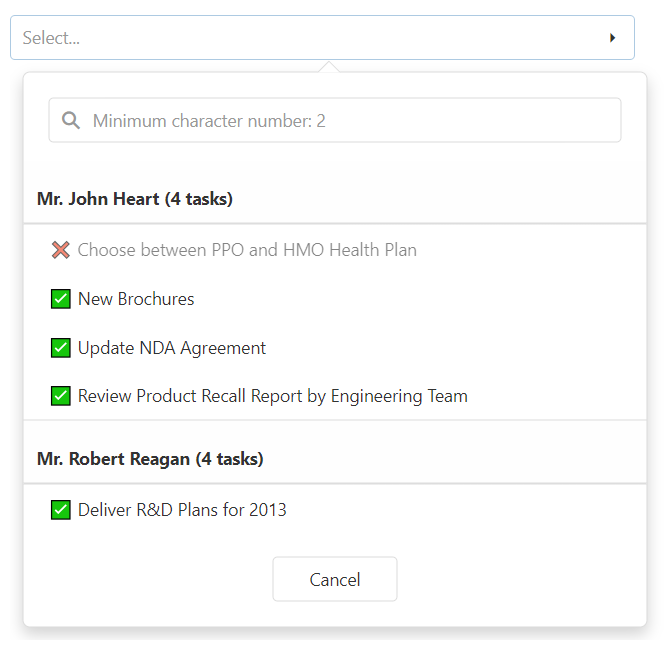 Select...
Minimum character number: 2
Mr. John Heart (4 tasks)
Choose between PPO and HMO Health Plan
New Brochures
Update NDA Agreement
Review Product Recall Report by Engineering Team
Mr. Robert Reagan (4 tasks)
Deliver R&D Plans for 2013
Cancel